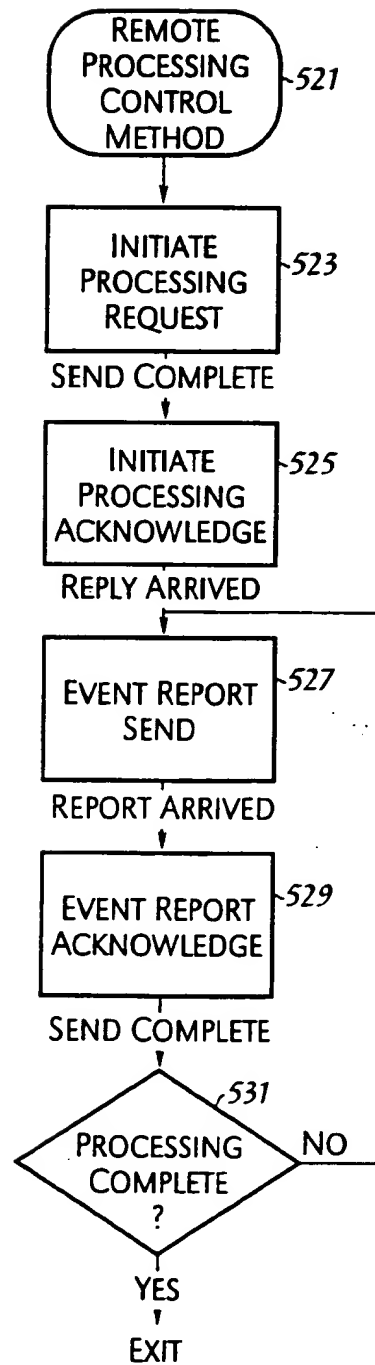 REMOTE
PROCESSING
CONTROL
METHOD
521
INITIATE
PROCESSING
REQUEST
523
SEND COMPLETE
INITIATE
PROCESSING
ACKNOWLEDGE
525
REPLY ARRIVED
EVENT REPORT
SEND
527
REPORT ARRIVED
EVENT REPORT
ACKNOWLEDGE
529
SEND COMPLETE
531
PROCESSING
COMPLETE
?
NO
YES
EXIT